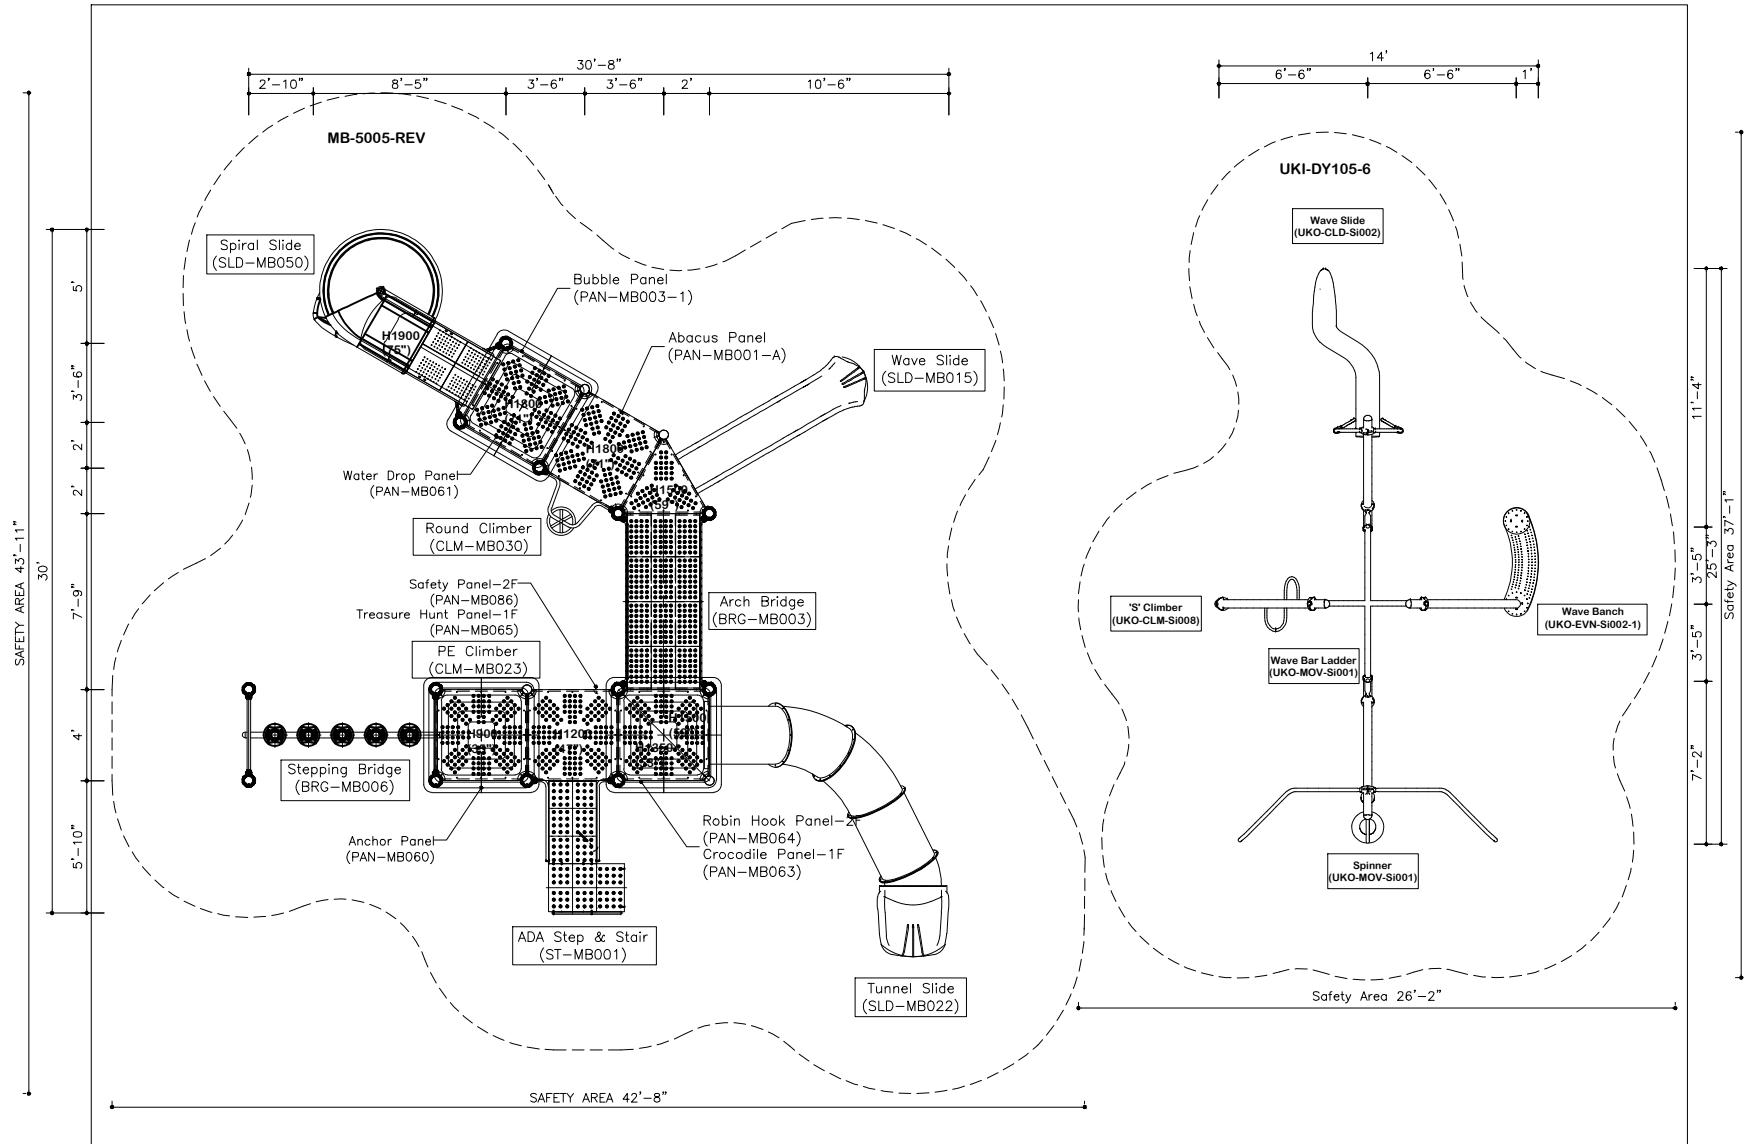 30'-8"
2'-10"
8'-5"
3'-6"
3'-6"
2'
10'-6"
14'
6'-6"
6'-6"
1'
MB-5005-REV
UKI-DY105-6
Wave Slide
(UKO-CLD-Si002)
Spiral Slide
(SLD-MB050)
Bubble Panel
(PAN-MB003-1)
Abacus Panel
(PAN-MB001-A)
Wave Slide
(SLD-MB015)
H1900
(75")
H1800
H1800
Water Drop Panel
(PAN-MB061)
Round Climber
(CLM-MB030)
Safety Panel-2F
(PAN-MB086)
Treasure Hunt Panel-1F
(PAN-MB065)
PE Climber
(CLM-MB023)
Arch Bridge
(BRG-MB003)
H900
H1200
Stepping Bridge
(BRG-MB006)
Anchor Panel
(PAN-MB060)
Robin Hook Panel-2F
(PAN-MB064)
Crocodile Panel-1F
(PAN-MB063)
ADA Step & Stair
(ST-MB001)
Tunnel Slide
(SLD-MB022)
SAFETY AREA 43'-11"
30'
5'
3'-6"
2'
2'
7'-9"
4'
5'-10"
SAFETY AREA 42'-8"
'S' Climber
(UKO-CLM-Si008)
Wave Banch
(UKO-EVN-Si002-1)
Wave Bar Ladder
(UKO-MOV-Si001)
Spinner
(UKO-MOV-Si001)
11'-4"
3'-5"
3'-5"
7'-2"
25'-3"
Safety Area 37'-1"
Safety Area 26'-2"